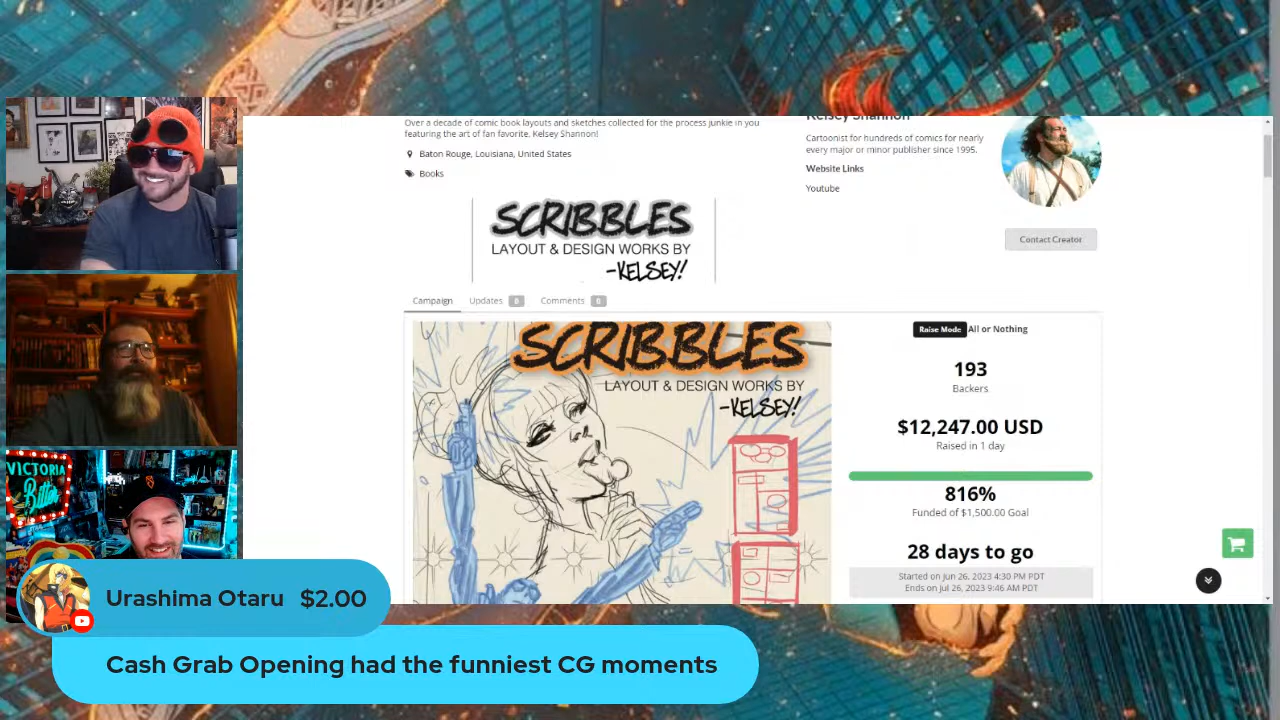 Over a decade of comic book layouts and sketches collected for the process junkie in you
featuring the art of fan favorite, Kelsey Shannon!
Baton Rouge, Louisiana, United States
Books
Kelsey Shannon
Cartoonist for hundreds of comics for nearly
every major or minor publisher since 1995.
Website Links
Youtube
Contact Creator
SCRIBBLES
LAYOUT & DESIGN WORKS BY
-KELSEY!
Campaign
Updates 0
Comments 6
SCRIBBLES
LAYOUT & DESIGN WORKS BY
-KELSEY!
Raise Mode All or Nothing
193
Backers
$12,247.00 USD
Raised in 1 day
816%
Funded of $1,500.00 Goal
28 days to go
Started on Jun 26, 2023 4:30 PM PDT
Ends on Jul 26, 2023 9:46 AM PDT
VICTORIA
Bitter
Urashima Otaru $2.00
Cash Grab Opening had the funniest CG moments